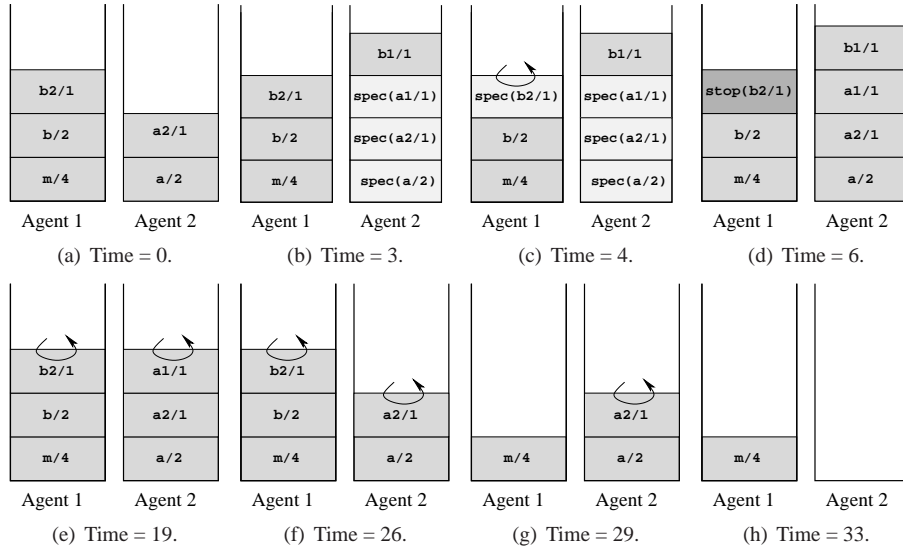 b2/1
b/2
m/4
Agent 1
a2/1
a/2
Agent 2
(a) Time = 0.
b2/1
b/2
m/4
Agent 1
b1/1
spec(a1/1)
spec(a2/1)
spec(a/2)
Agent 2
(b) Time = 3.
spec(b2/1)
b/2
m/4
Agent 1
b1/1
spec(a1/1)
spec(a2/1)
spec(a/2)
Agent 2
(c) Time = 4.
stop(b2/1)
b/2
m/4
Agent 1
b1/1
a1/1
a2/1
a/2
Agent 2
(d) Time = 6.
b2/1
b/2
m/4
Agent 1
a1/1
a2/1
a/2
Agent 2
(e) Time = 19.
b2/1
b/2
m/4
Agent 1
a2/1
a/2
Agent 2
(f) Time = 26.
m/4
Agent 1
a2/1
a/2
Agent 2
(g) Time = 29.
m/4
Agent 1
Agent 2
(h) Time = 33.